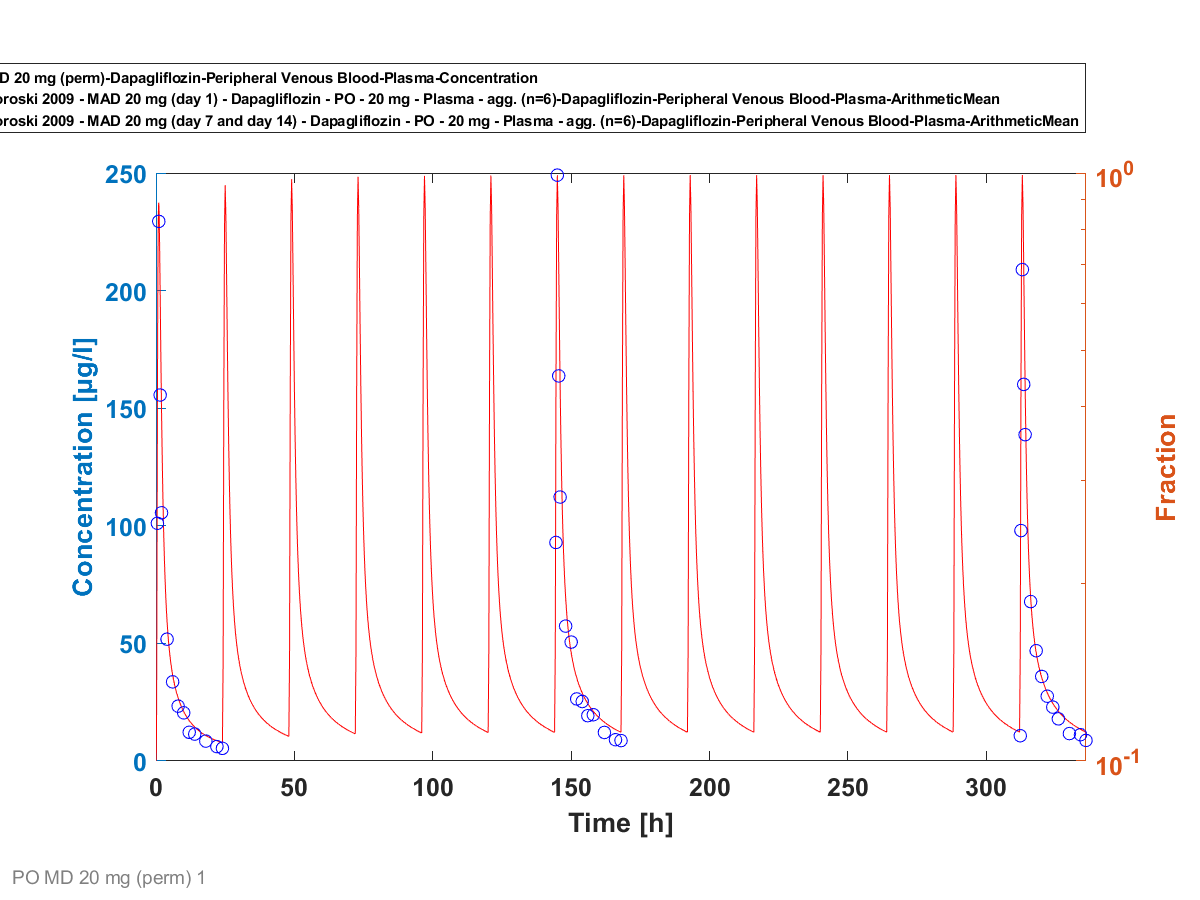 D 20 mg (perm)-Dapagliflozin-Peripheral Venous Blood-Plasma-Concentration
oroski 2009 - MAD 20 mg (day 1) - Dapagliflozin - PO - 20 mg - Plasma - agg. (n=6)-Dapagliflozin-Peripheral Venous Blood-Plasma-ArithmeticMean
oroski 2009 - MAD 20 mg (day 7 and day 14) - Dapagliflozin - PO - 20 mg - Plasma - agg. (n=6)-Dapagliflozin-Peripheral Venous Blood-Plasma-ArithmeticMean
250
200
150
100
50
0
Concentration [µg/l]
10^0
10^-1
Fraction
0 50 100 150 200 250 300
Time [h]
PO MD 20 mg (perm) 1